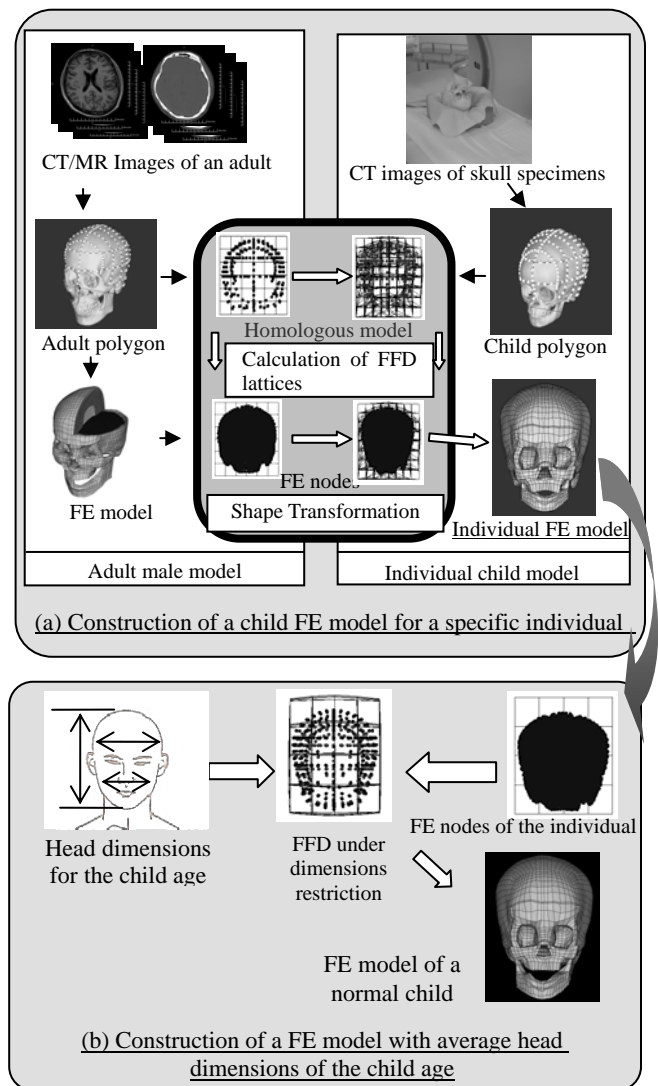 CT/MR Images of an adult
CT images of skull specimens
Adult polygon
Homologous model
Child polygon
Calculation of FFD
lattices
FE model
FE nodes
Shape Transformation
Individual FE model
Adult male model
Individual child model
(a) Construction of a child FE model for a specific individual
Head dimensions
for the child age
FFD under
dimensions
restriction
FE nodes of the individual
FE model of a
normal child
(b) Construction of a FE model with average head
dimensions of the child age